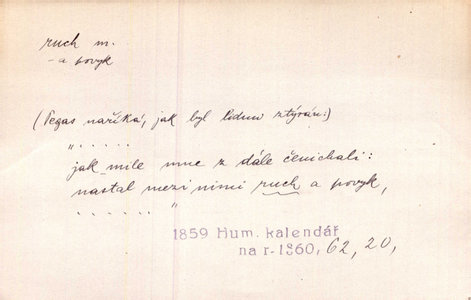 ruch m.
- a povyk
(Pegas naříká, jak byl lidmi ztýrán:)
„ . . . . .
jak mile mne z dále čenichali:
nastal mezi nimi ruch a povyk,
. . . . . . "
1859 Hum. kalendář
na r. 1860, 62, 20,